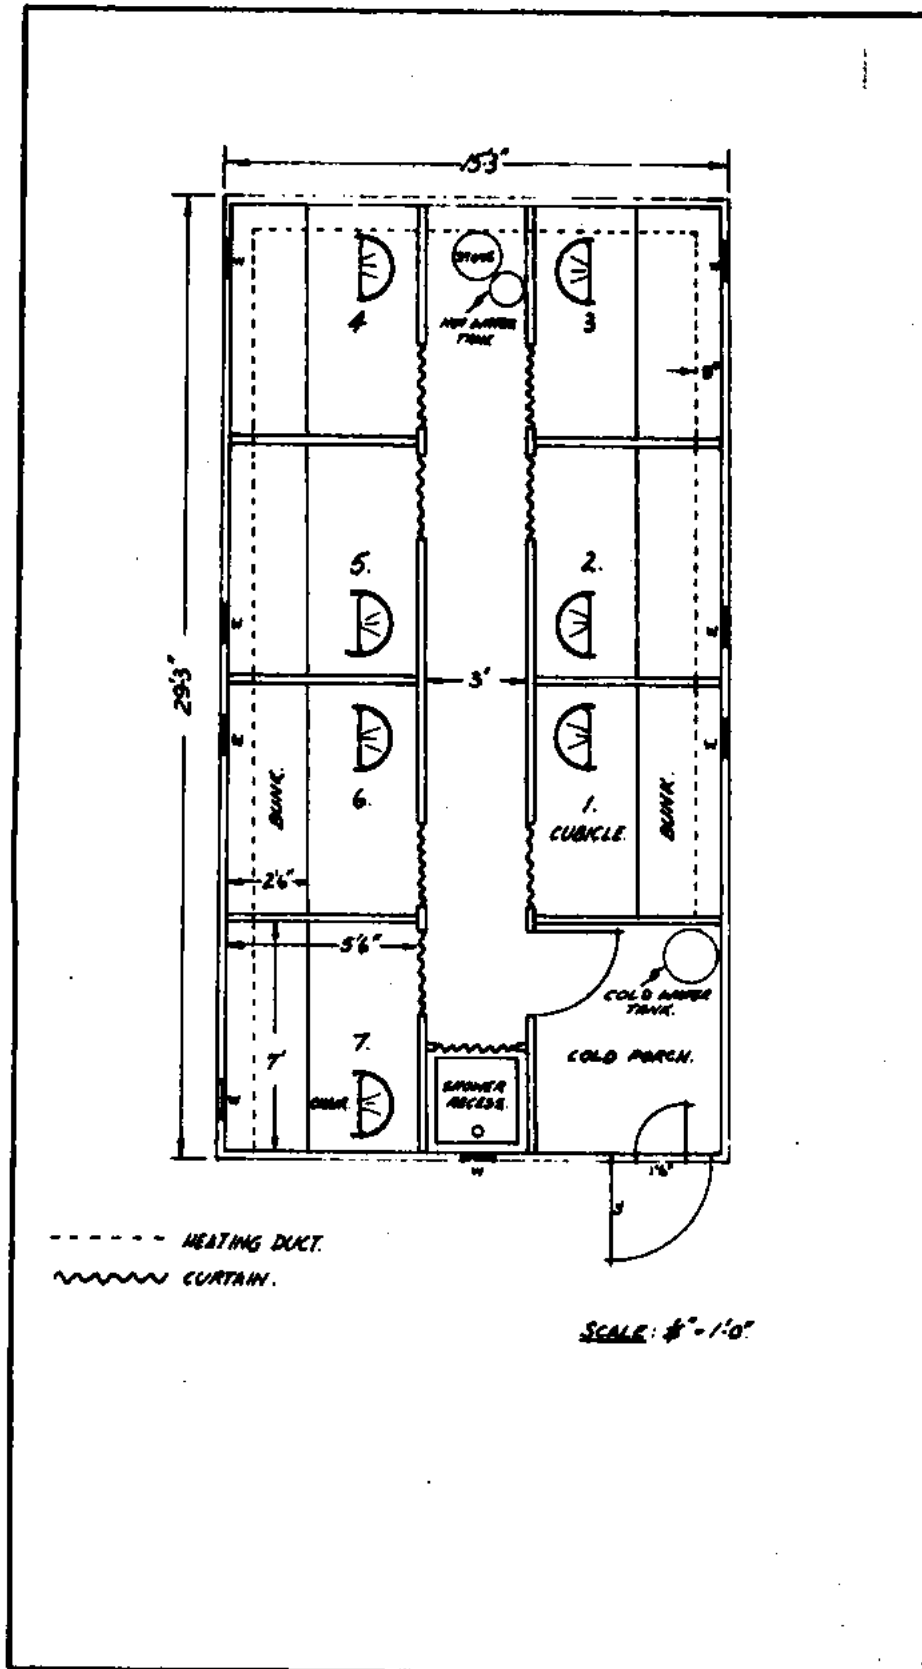 15'3"
STOVE
W
W
4
HOT WATER
TANK
3
8"
5.
2.
W
W
29'3"
3'
W
W
BUNK.
6.
1.
CUBICLE.
BUNK.
2'6"
5'6"
COLD WATER
TANK.
7.
7'
COLD PORCH.
SHOWER
RECESS.
CHAIR.
W
W
1'6"
3'
HEATING DUCT.
CURTAIN.
SCALE: "=1'0"